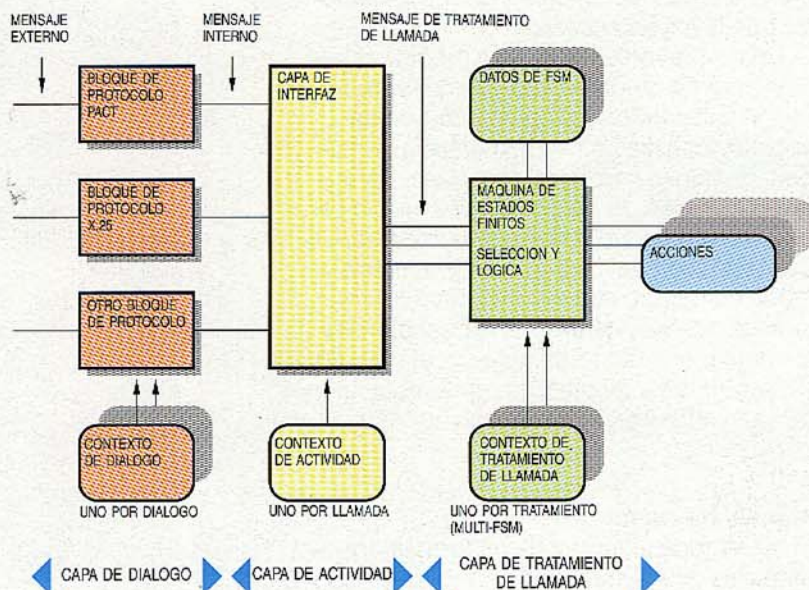 MENSAJE
EXTERNO
MENSAJE
INTERNO
MENSAJE DE TRATAMIENTO
DE LLAMADA
BLOQUE DE
PROTOCOLO
PACT
CAPA DE
INTERFAZ
DATOS DE FSM
BLOQUE DE
PROTOCOLO
X.25
MAQUINA DE
ESTADOS
FINITOS
SELECCION Y
LOGICA
ACCIONES
OTRO BLOQUE
DE PROTOCOLO
CONTEXTO
DE DIALOGO
CONTEXTO
DE ACTIVIDAD
CONTEXTO DE
TRATAMIENTO
DE LLAMADA
UNO POR DIALOGO
UNO POR LLAMADA
UNO POR TRATAMIENTO
(MULTI-FSM)
CAPA DE DIALOGO
CAPA DE ACTIVIDAD
CAPA DE TRATAMIENTO
DE LLAMADA